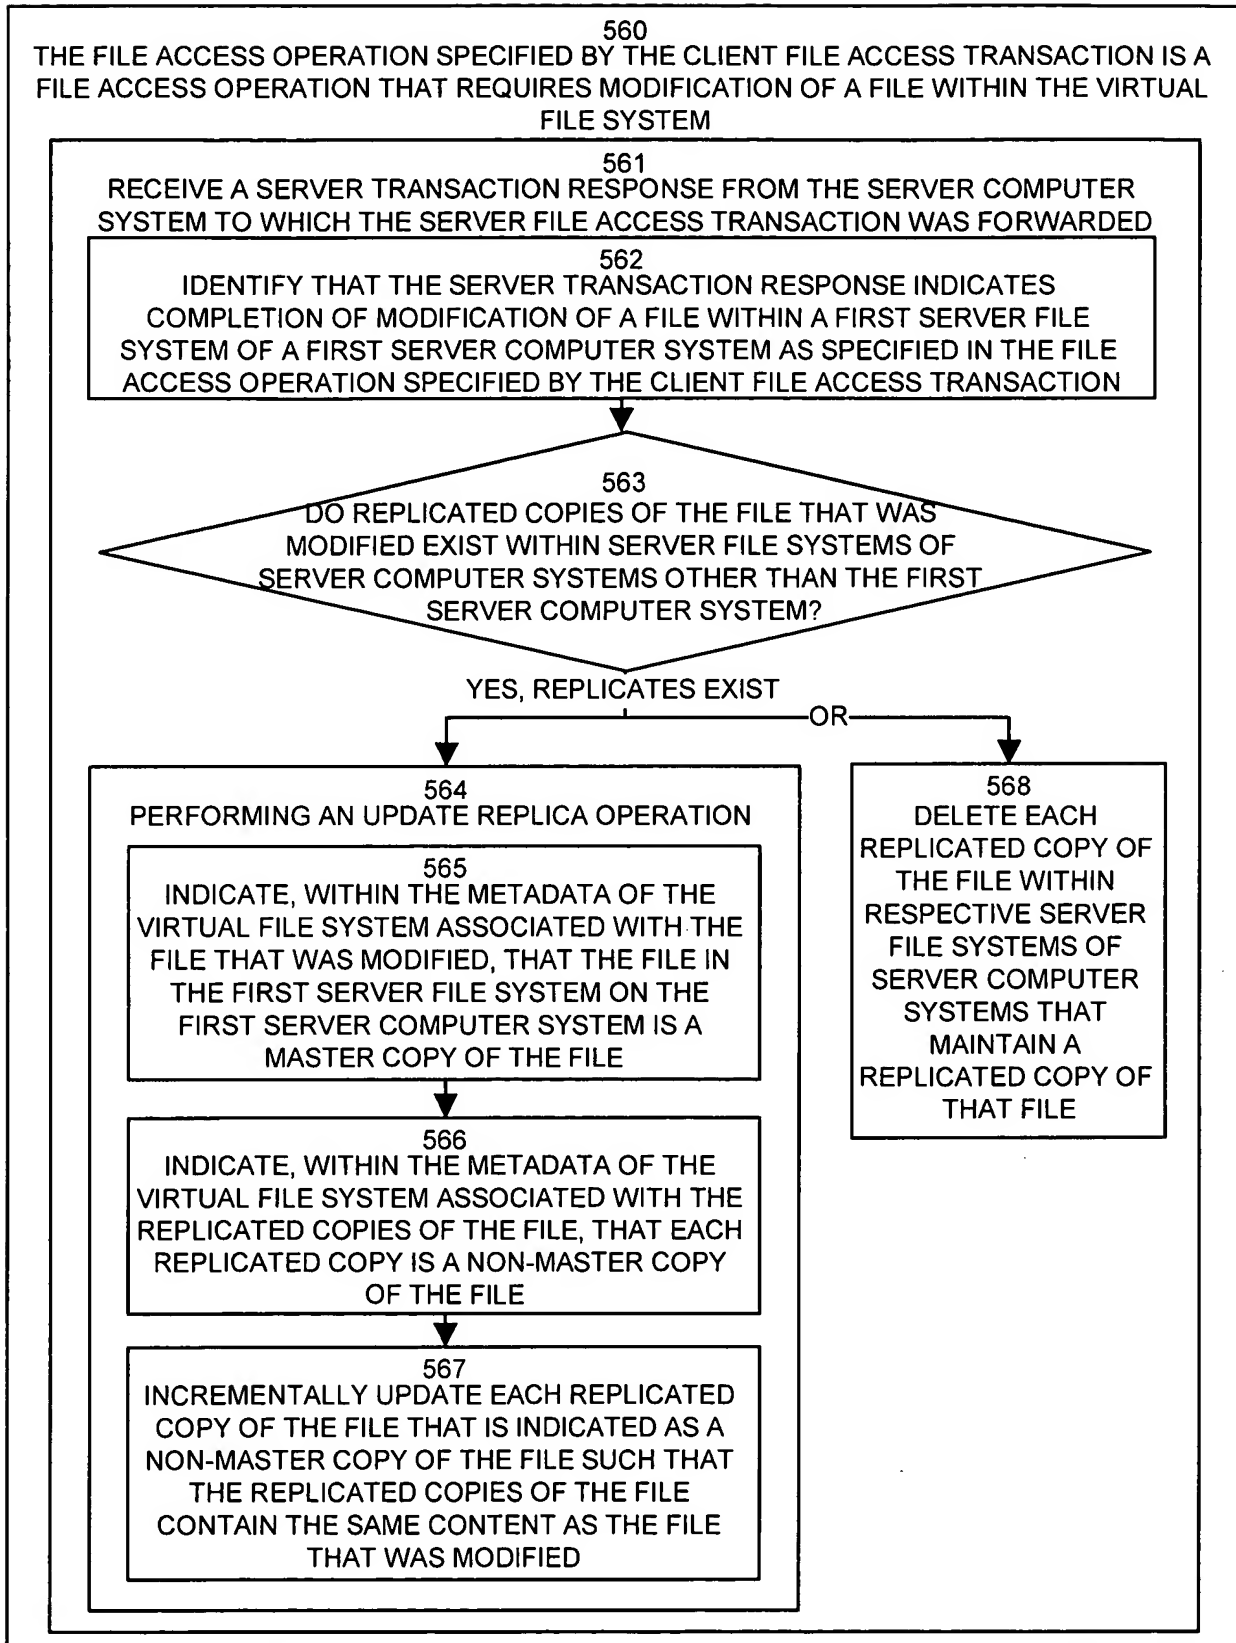 560
THE FILE ACCESS OPERATION SPECIFIED BY THE CLIENT FILE ACCESS TRANSACTION IS A
FILE ACCESS OPERATION THAT REQUIRES MODIFICATION OF A FILE WITHIN THE VIRTUAL
FILE SYSTEM
561
RECEIVE A SERVER TRANSACTION RESPONSE FROM THE SERVER COMPUTER
SYSTEM TO WHICH THE SERVER FILE ACCESS TRANSACTION WAS FORWARDED
562
IDENTIFY THAT THE SERVER TRANSACTION RESPONSE INDICATES
COMPLETION OF MODIFICATION OF A FILE WITHIN A FIRST SERVER FILE
SYSTEM OF A FIRST SERVER COMPUTER SYSTEM AS SPECIFIED IN THE FILE
ACCESS OPERATION SPECIFIED BY THE CLIENT FILE ACCESS TRANSACTION
563
DO REPLICATED COPIES OF THE FILE THAT WAS
MODIFIED EXIST WITHIN SERVER FILE SYSTEMS OF
SERVER COMPUTER SYSTEMS OTHER THAN THE FIRST
SERVER COMPUTER SYSTEM?
YES, REPLICATES EXIST
OR
564
PERFORMING AN UPDATE REPLICA OPERATION
565
INDICATE, WITHIN THE METADATA OF THE
VIRTUAL FILE SYSTEM ASSOCIATED WITH THE
FILE THAT WAS MODIFIED, THAT THE FILE IN
THE FIRST SERVER FILE SYSTEM ON THE
FIRST SERVER COMPUTER SYSTEM IS A
MASTER COPY OF THE FILE
566
INDICATE, WITHIN THE METADATA OF THE
VIRTUAL FILE SYSTEM ASSOCIATED WITH THE
REPLICATED COPIES OF THE FILE, THAT EACH
REPLICATED COPY IS A NON-MASTER COPY
OF THE FILE
567
INCREMENTALLY UPDATE EACH REPLICATED
COPY OF THE FILE THAT IS INDICATED AS A
NON-MASTER COPY OF THE FILE SUCH THAT
THE REPLICATED COPIES OF THE FILE
CONTAIN THE SAME CONTENT AS THE FILE
THAT WAS MODIFIED
568
DELETE EACH
REPLICATED COPY OF
THE FILE WITHIN
RESPECTIVE SERVER
FILE SYSTEMS OF
SERVER COMPUTER
SYSTEMS THAT
MAINTAIN A
REPLICATED COPY OF
THAT FILE